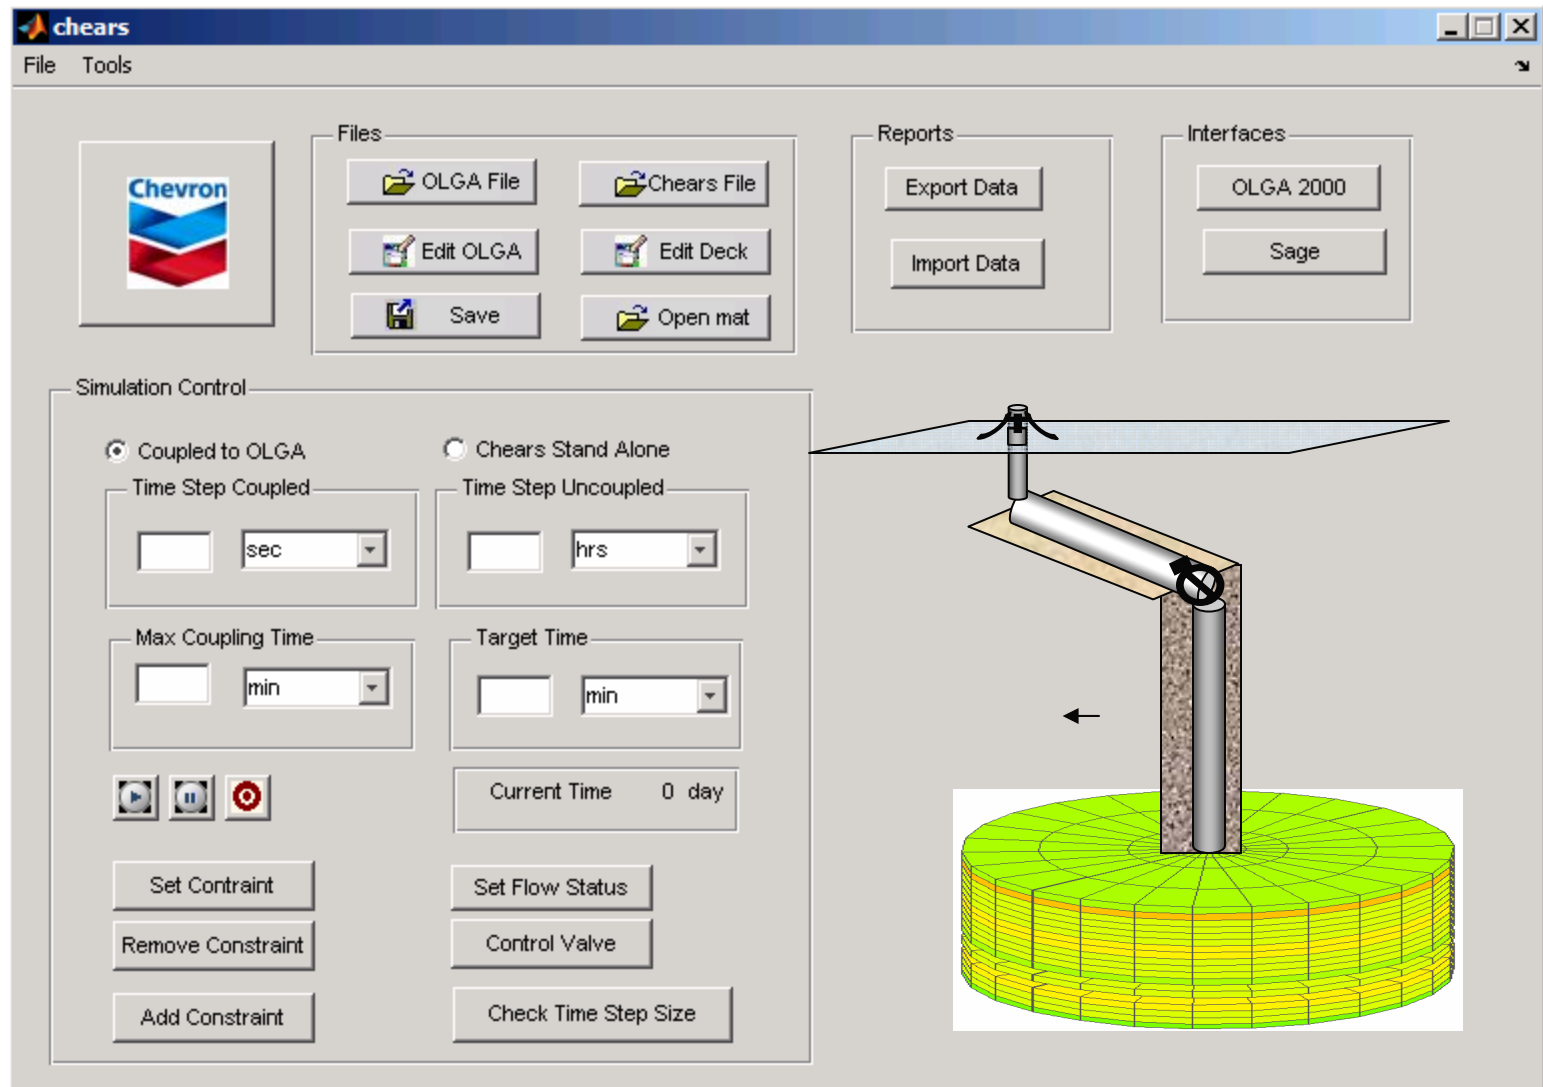 chears
File Tools
Files
Reports
Interfaces
Chevron
OLGA File
Chears File
Export Data
OLGA 2000
Edit OLGA
Edit Deck
Import Data
Sage
Save
Open mat
Simulation Control
Coupled to OLGA
Chears Stand Alone
Time Step Coupled
Time Step Uncoupled
sec
hrs
Max Coupling Time
Target Time
min
min
Current Time 0 day
Set Contraint
Set Flow Status
Remove Constraint
Control Valve
Add Constraint
Check Time Step Size